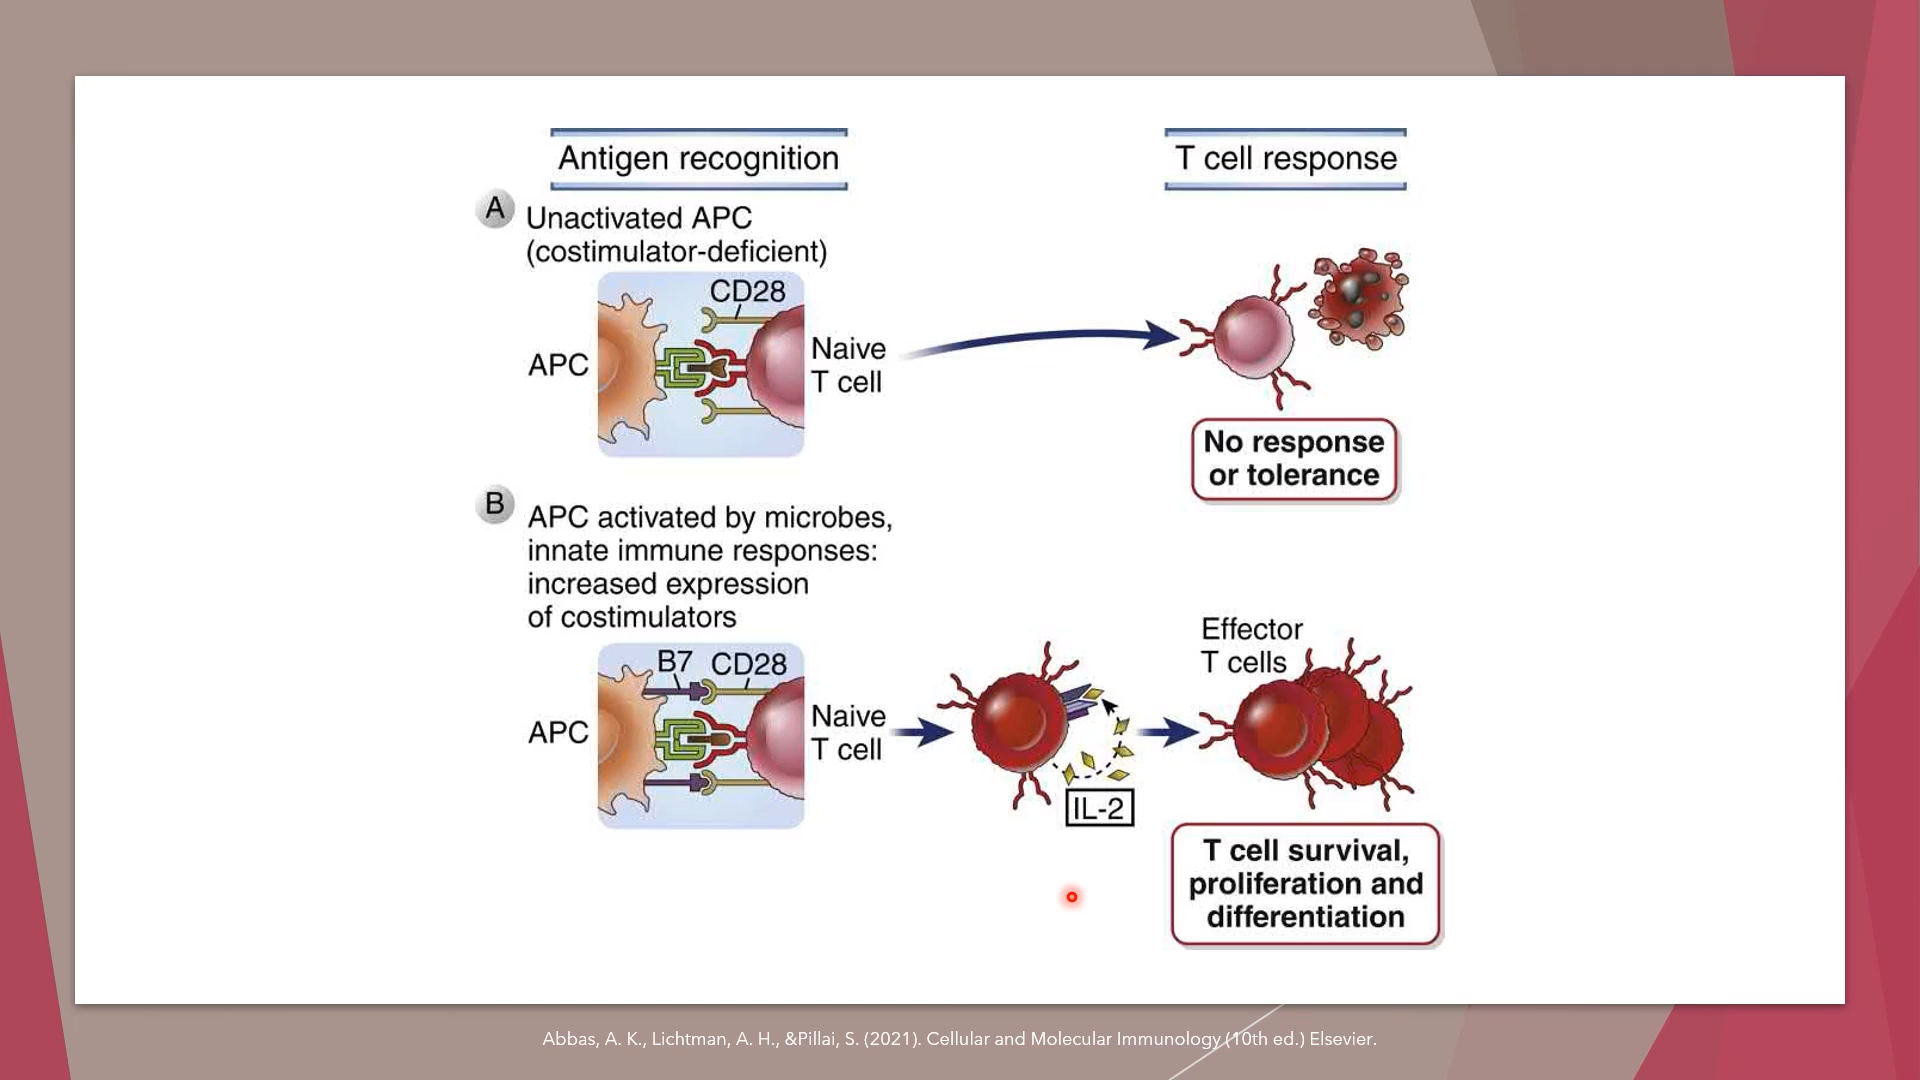 Antigen recognition
T cell response
A
Unactivated APC
(costimulator-deficient)
CD28
APC
Naive
T cell
No response
or tolerance
B
APC activated by microbes,
innate immune responses:
increased expression
of costimulators
B7 CD28
APC
Naive
T cell
IL-2
Effector
T cells
T cell survival,
proliferation and
differentiation
Abbas, A. K., Lichtman, A. H., &Pillai, S. (2021). Cellular and Molecular Immunology (10th ed.) Elsevier.